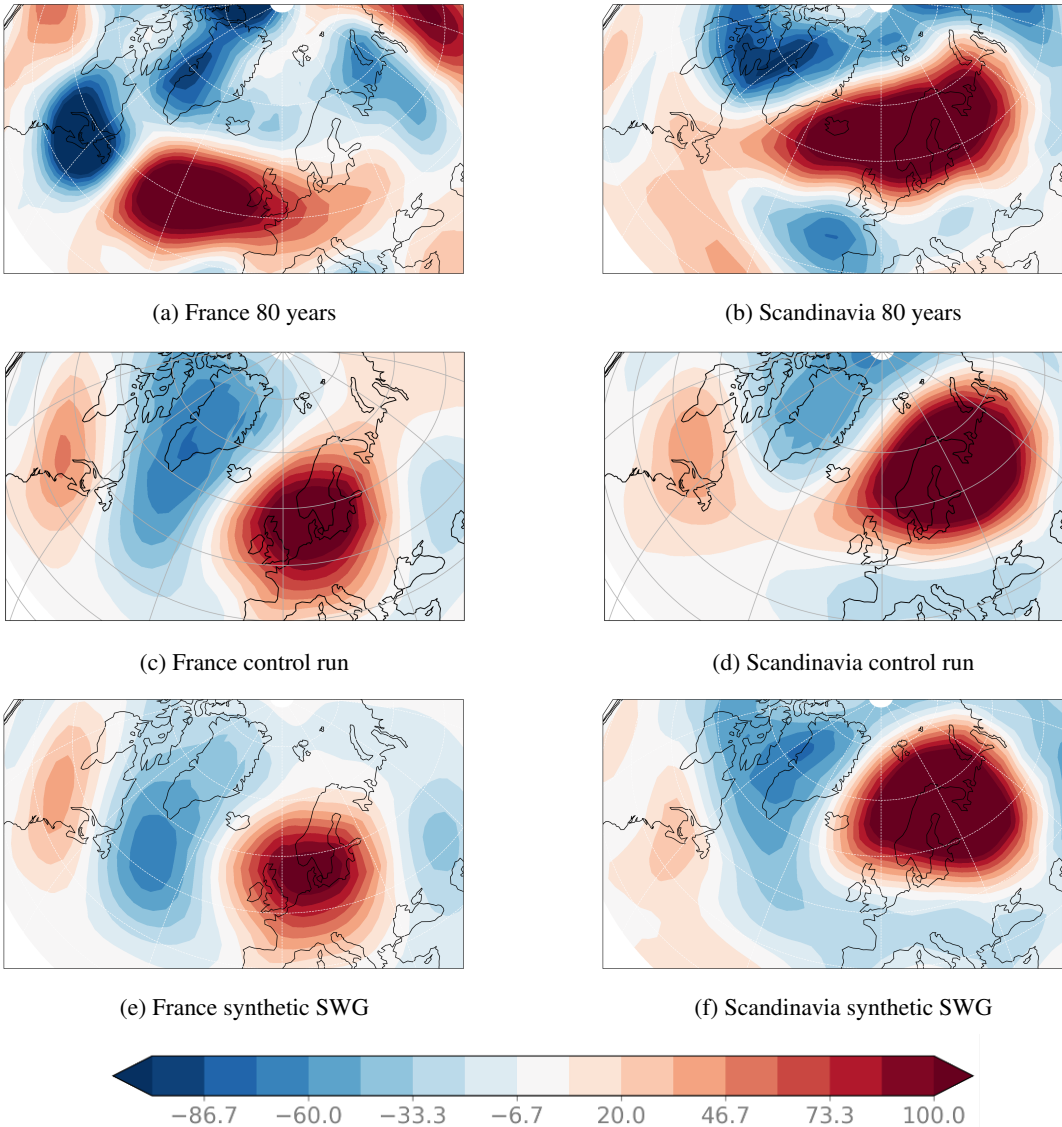 (a) France 80 years
(b) Scandinavia 80 years
(c) France control run
(d) Scandinavia control run
(e) France synthetic SWG
(f) Scandinavia synthetic SWG
−86.7 −60.0 −33.3 −6.7 20.0 46.7 73.3 100.0